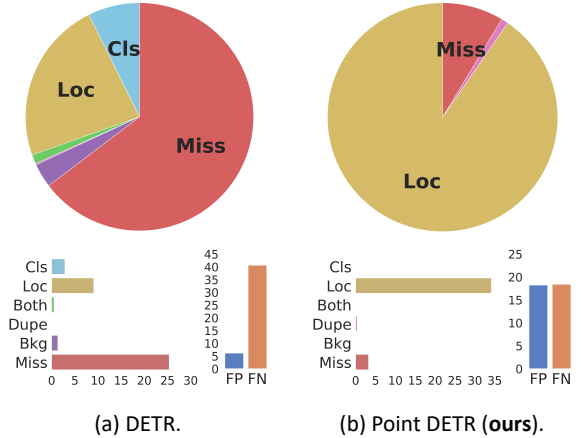 Cls
Loc
Miss
Miss
Loc
Cls
Loc
Both
Dupe
Bkg
Miss
0 5 10 15 20 25 30
45
40
35
30
25
20
15
10
5
0
FP FN
Cls
Loc
Both
Dupe
Bkg
Miss
0 5 10 15 20 25 30 35
25
20
15
10
5
0
FP FN
(a) DETR.
(b) Point DETR (ours).